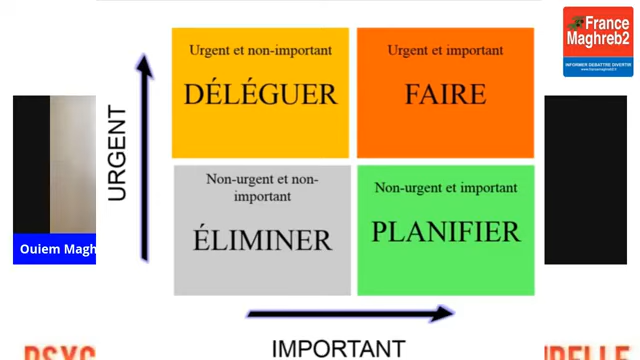 Urgent et non-important
DÉLÉGUER
Urgent et important
FAIRE
France
Maghreb2
INFORMER DEBATTRE DIVERTIR
URGENT
Non-urgent et non-
important
ÉLIMINER
Non-urgent et important
PLANIFIER
Ouiem Magh
IMPORTANT